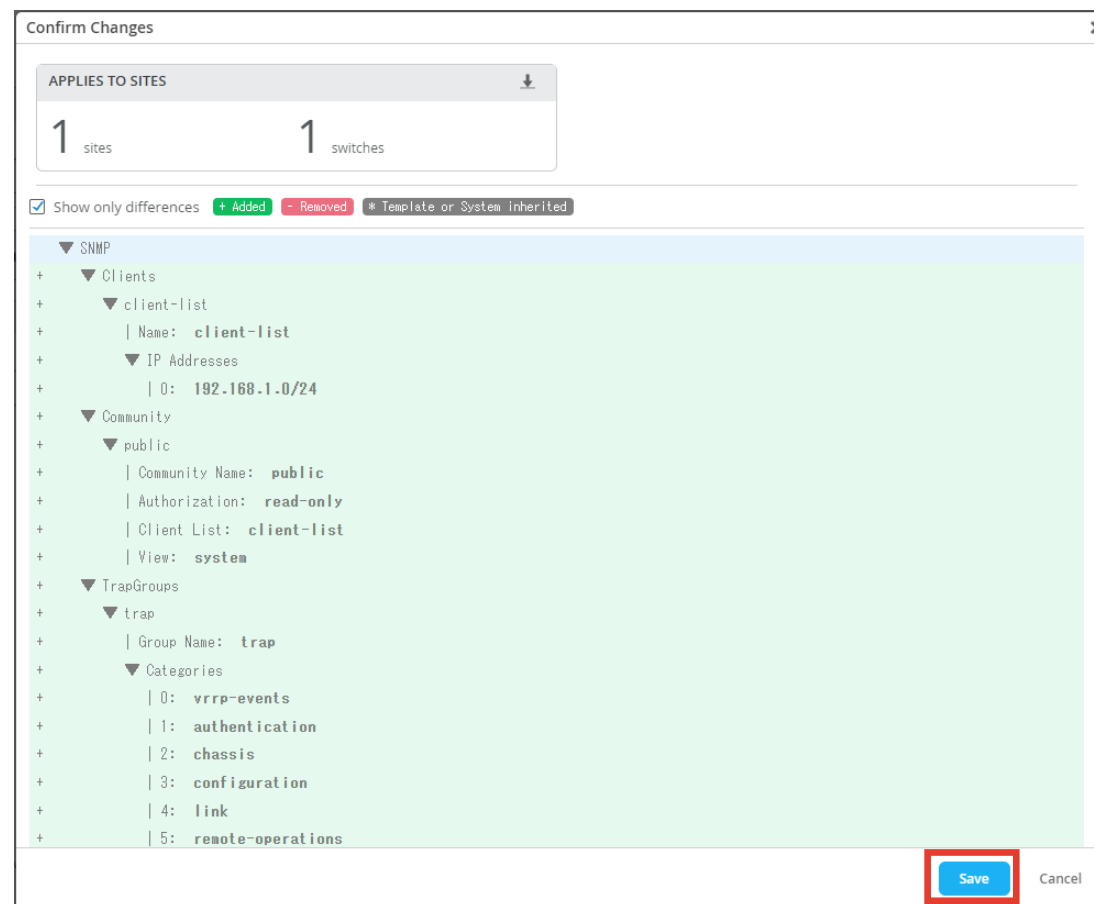 Confirm Changes
APPLIES TO SITES
1 sites 1 switches
Show only differences + Added - Removed * Template or System inherited
▼ SNMP
+ ▼ Clients
+ ▼ client-list
+ | Name: client-list
+ ▼ IP Addresses
+ | 0: 192.168.1.0/24
+ ▼ Community
+ ▼ public
+ | Community Name: public
+ | Authorization: read-only
+ | Client List: client-list
+ | View: system
+ ▼ TrapGroups
+ ▼ trap
+ | Group Name: trap
+ ▼ Categories
+ | 0: vrrp-events
+ | 1: authentication
+ | 2: chassis
+ | 3: configuration
+ | 4: link
+ | 5: remote-operations
Save Cancel